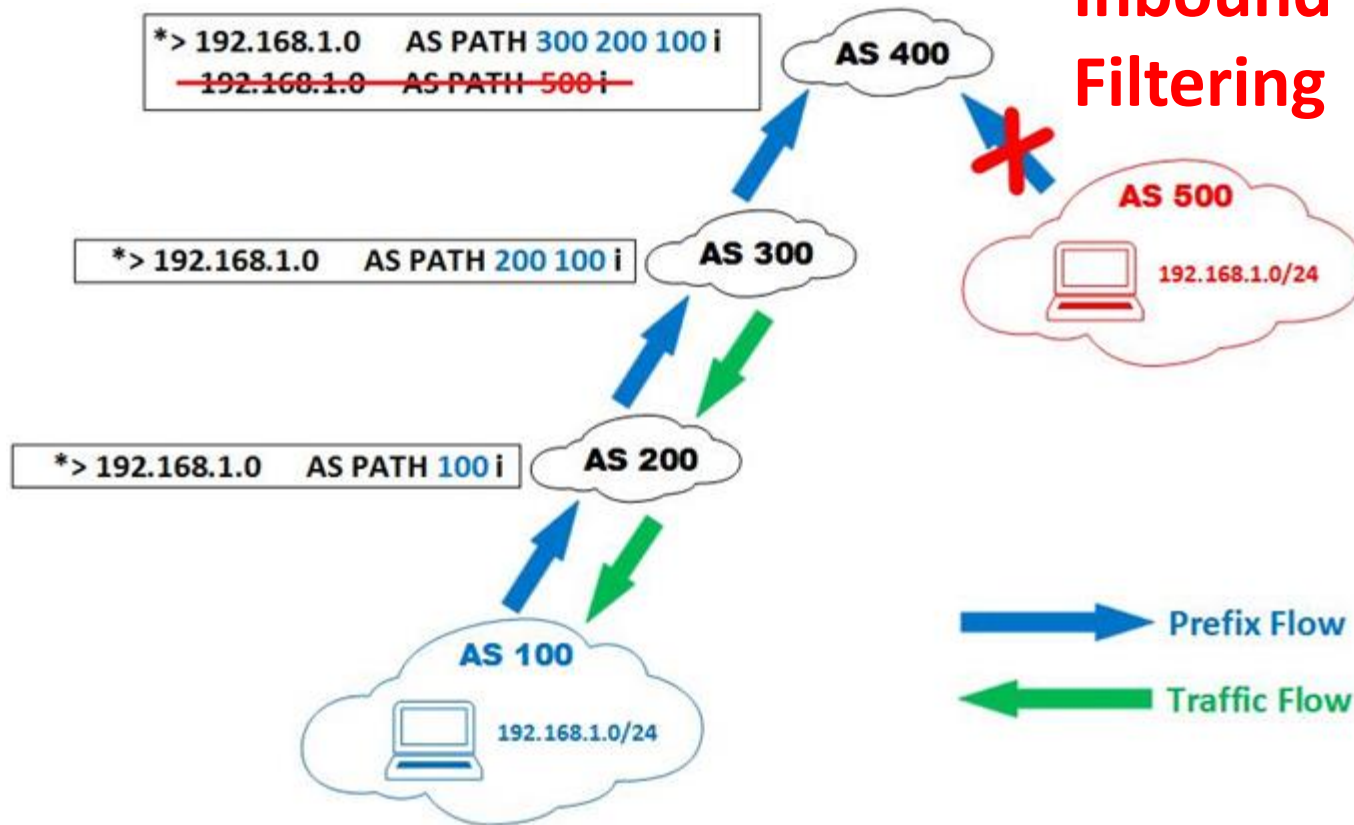 Inbound
Filtering
*> 192.168.1.0 AS PATH 300 200 100 i
192.168.1.0 AS PATH 500 i
AS 400
AS 500
192.168.1.0/24
*> 192.168.1.0 AS PATH 200 100 i
AS 300
*> 192.168.1.0 AS PATH 100 i
AS 200
AS 100
192.168.1.0/24
Prefix Flow
Traffic Flow